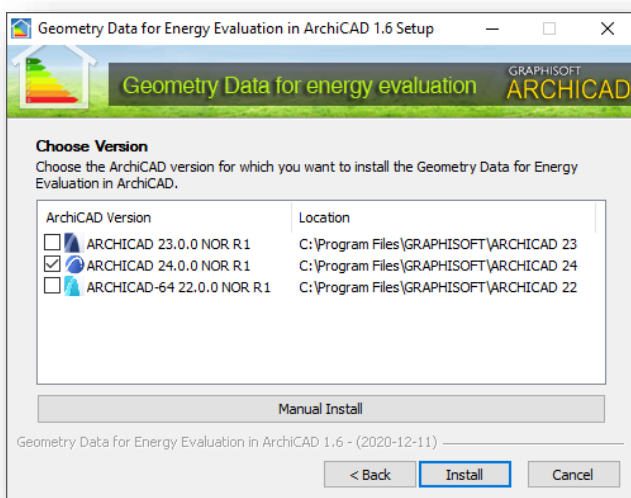 Geometry Data for Energy Evaluation in ArchiCAD 1.6 Setup
Geometry Data for energy evaluation
GRAPHISOFT
ARCHICAD
Choose Version
Choose the ArchiCAD version for which you want to install the Geometry Data for Energy
Evaluation in ArchiCAD.
ArchiCAD Version Location
ARCHICAD 23.0.0 NOR R1 C:\Program Files\GRAPHISOFT\ARCHICAD 23
ARCHICAD 24.0.0 NOR R1 C:\Program Files\GRAPHISOFT\ARCHICAD 24
ARCHICAD-64 22.0.0 NOR R1 C:\Program Files\GRAPHISOFT\ARCHICAD 22
Manual Install
Geometry Data for Energy Evaluation in ArchiCAD 1.6 - (2020-12-11)
< Back Install Cancel